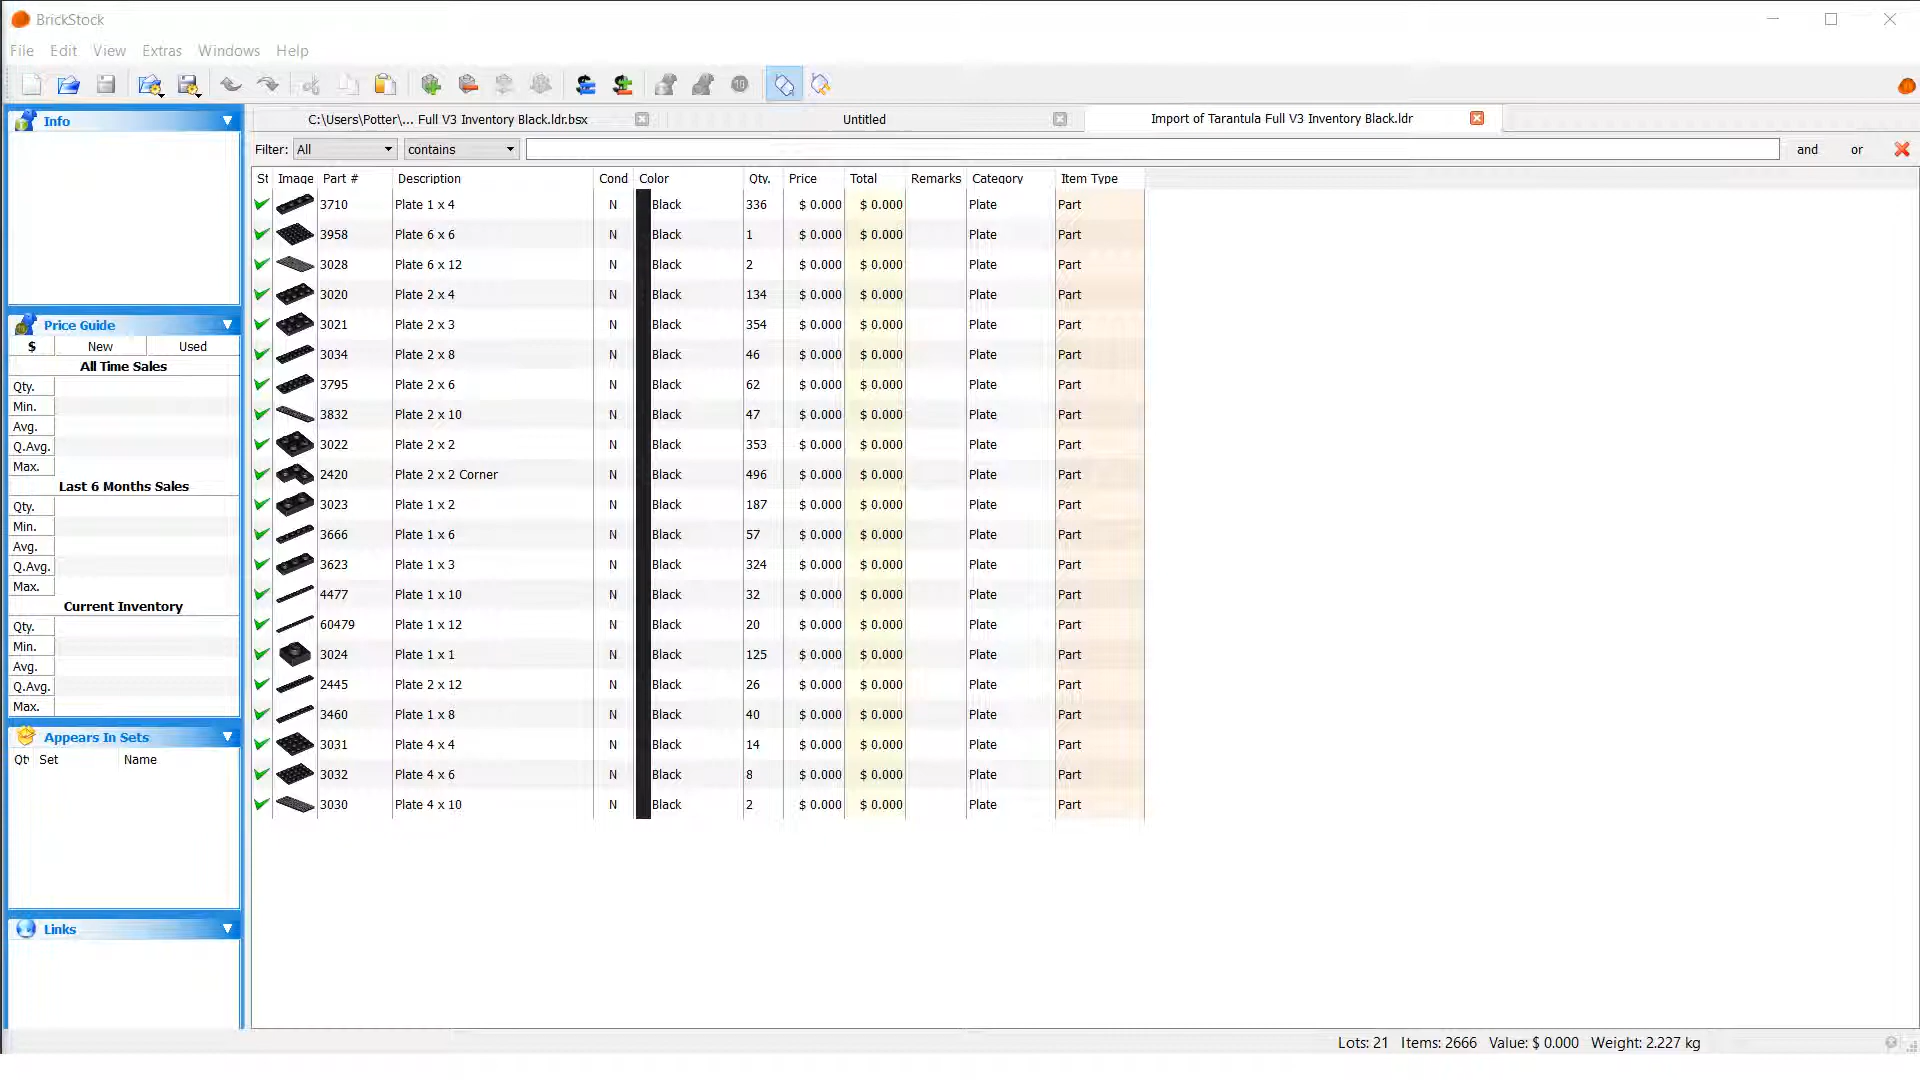 BrickStock
File Edit View Extras Windows Help
Info
C:\Users\Potter\... Full V3 Inventory Black.ldr.bsx
Untitled
Import of Tarantula Full V3 Inventory Black.ldr
Filter: All contains and or
St Image Part # Description Cond Color Qty. Price Total Remarks Category Item Type
3710 Plate 1 x 4 N Black 336 $ 0.000 $ 0.000 Plate Part
3958 Plate 6 x 6 N Black 1 $ 0.000 $ 0.000 Plate Part
3028 Plate 6 x 12 N Black 2 $ 0.000 $ 0.000 Plate Part
3020 Plate 2 x 4 N Black 134 $ 0.000 $ 0.000 Plate Part
3021 Plate 2 x 3 N Black 354 $ 0.000 $ 0.000 Plate Part
3034 Plate 2 x 8 N Black 46 $ 0.000 $ 0.000 Plate Part
3795 Plate 2 x 6 N Black 62 $ 0.000 $ 0.000 Plate Part
3832 Plate 2 x 10 N Black 47 $ 0.000 $ 0.000 Plate Part
3022 Plate 2 x 2 N Black 353 $ 0.000 $ 0.000 Plate Part
2420 Plate 2 x 2 Corner N Black 496 $ 0.000 $ 0.000 Plate Part
3023 Plate 1 x 2 N Black 187 $ 0.000 $ 0.000 Plate Part
3666 Plate 1 x 6 N Black 57 $ 0.000 $ 0.000 Plate Part
3623 Plate 1 x 3 N Black 324 $ 0.000 $ 0.000 Plate Part
4477 Plate 1 x 10 N Black 32 $ 0.000 $ 0.000 Plate Part
60479 Plate 1 x 12 N Black 20 $ 0.000 $ 0.000 Plate Part
3024 Plate 1 x 1 N Black 125 $ 0.000 $ 0.000 Plate Part
2445 Plate 2 x 12 N Black 26 $ 0.000 $ 0.000 Plate Part
3460 Plate 1 x 8 N Black 40 $ 0.000 $ 0.000 Plate Part
3031 Plate 4 x 4 N Black 14 $ 0.000 $ 0.000 Plate Part
3032 Plate 4 x 6 N Black 8 $ 0.000 $ 0.000 Plate Part
3030 Plate 4 x 10 N Black 2 $ 0.000 $ 0.000 Plate Part
Price Guide
$ New Used
All Time Sales
Qty.
Min.
Avg.
Q.Avg.
Max.
Last 6 Months Sales
Qty.
Min.
Avg.
Q.Avg.
Max.
Current Inventory
Qty.
Min.
Avg.
Q.Avg.
Max.
Appears In Sets
Qty Set Name
Links
Lots: 21 Items: 2666 Value: $ 0.000 Weight: 2.227 kg